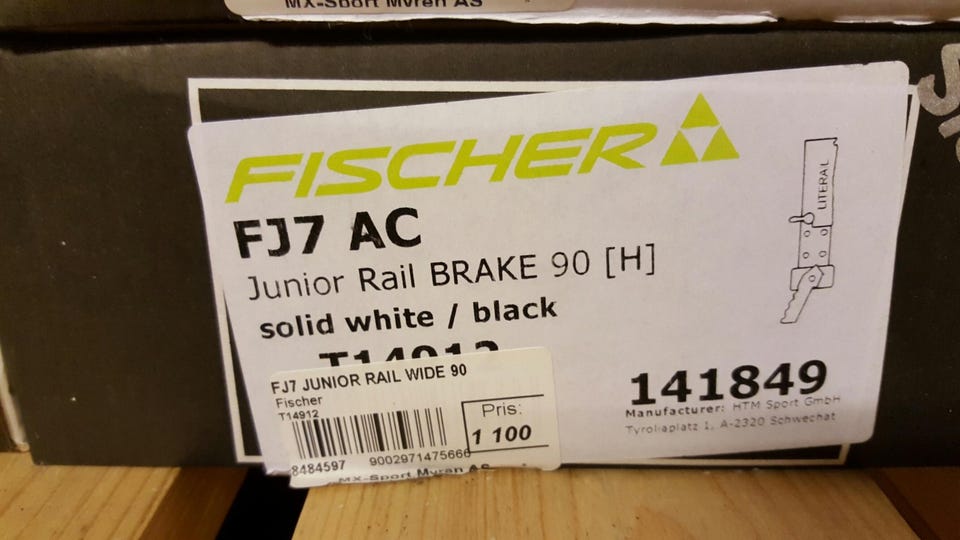 MX-Sport Myren AS
FISCHER
FJ7 AC
Junior Rail BRAKE 90 [H]
solid white / black
T14912
LITERAL
141849
Manufacturer: HTM Sport GmbH
Tyroliaplatz 1, A-2320 Schwechat
FJ7 JUNIOR RAIL WIDE 90
Fischer
T14912
Pris:
1 100
8484597 9002971475666
MX-Sport Myren AS